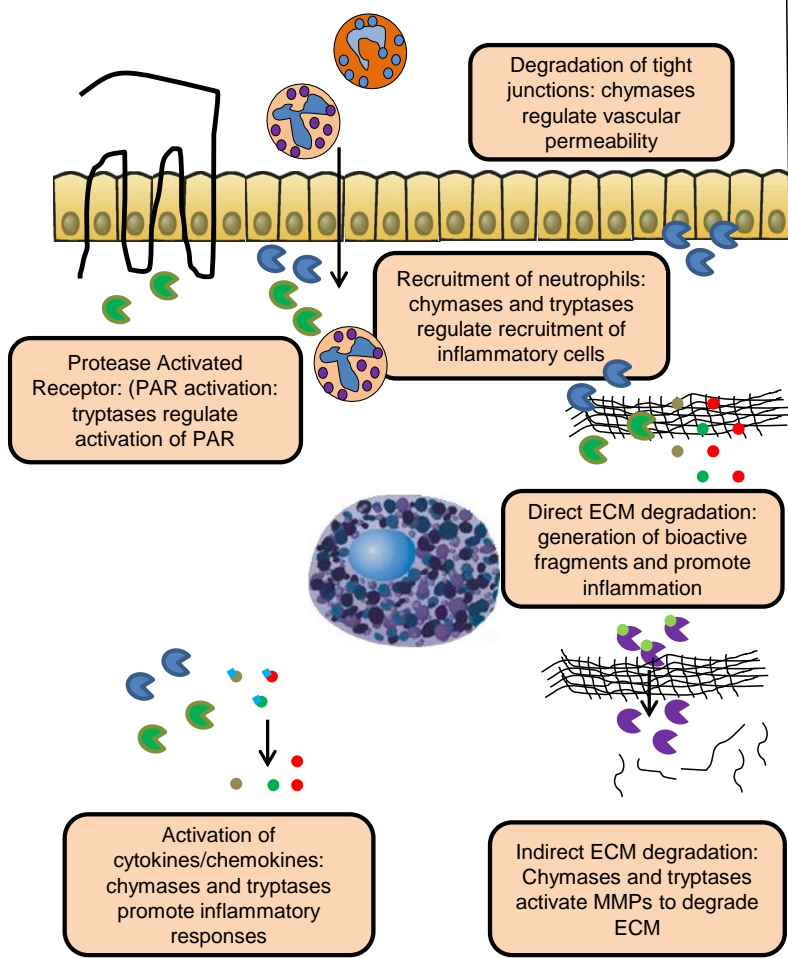 Degradation of tight
junctions: chymases
regulate vascular
permeability
Recruitment of neutrophils:
chymases and tryptases
regulate recruitment of
inflammatory cells
Protease Activated
Receptor: (PAR activation:
tryptases regulate
activation of PAR
Direct ECM degradation:
generation of bioactive
fragments and promote
inflammation
Activation of
cytokines/chemokines:
chymases and tryptases
promote inflammatory
responses
Indirect ECM degradation:
Chymases and tryptases
activate MMPs to degrade
ECM